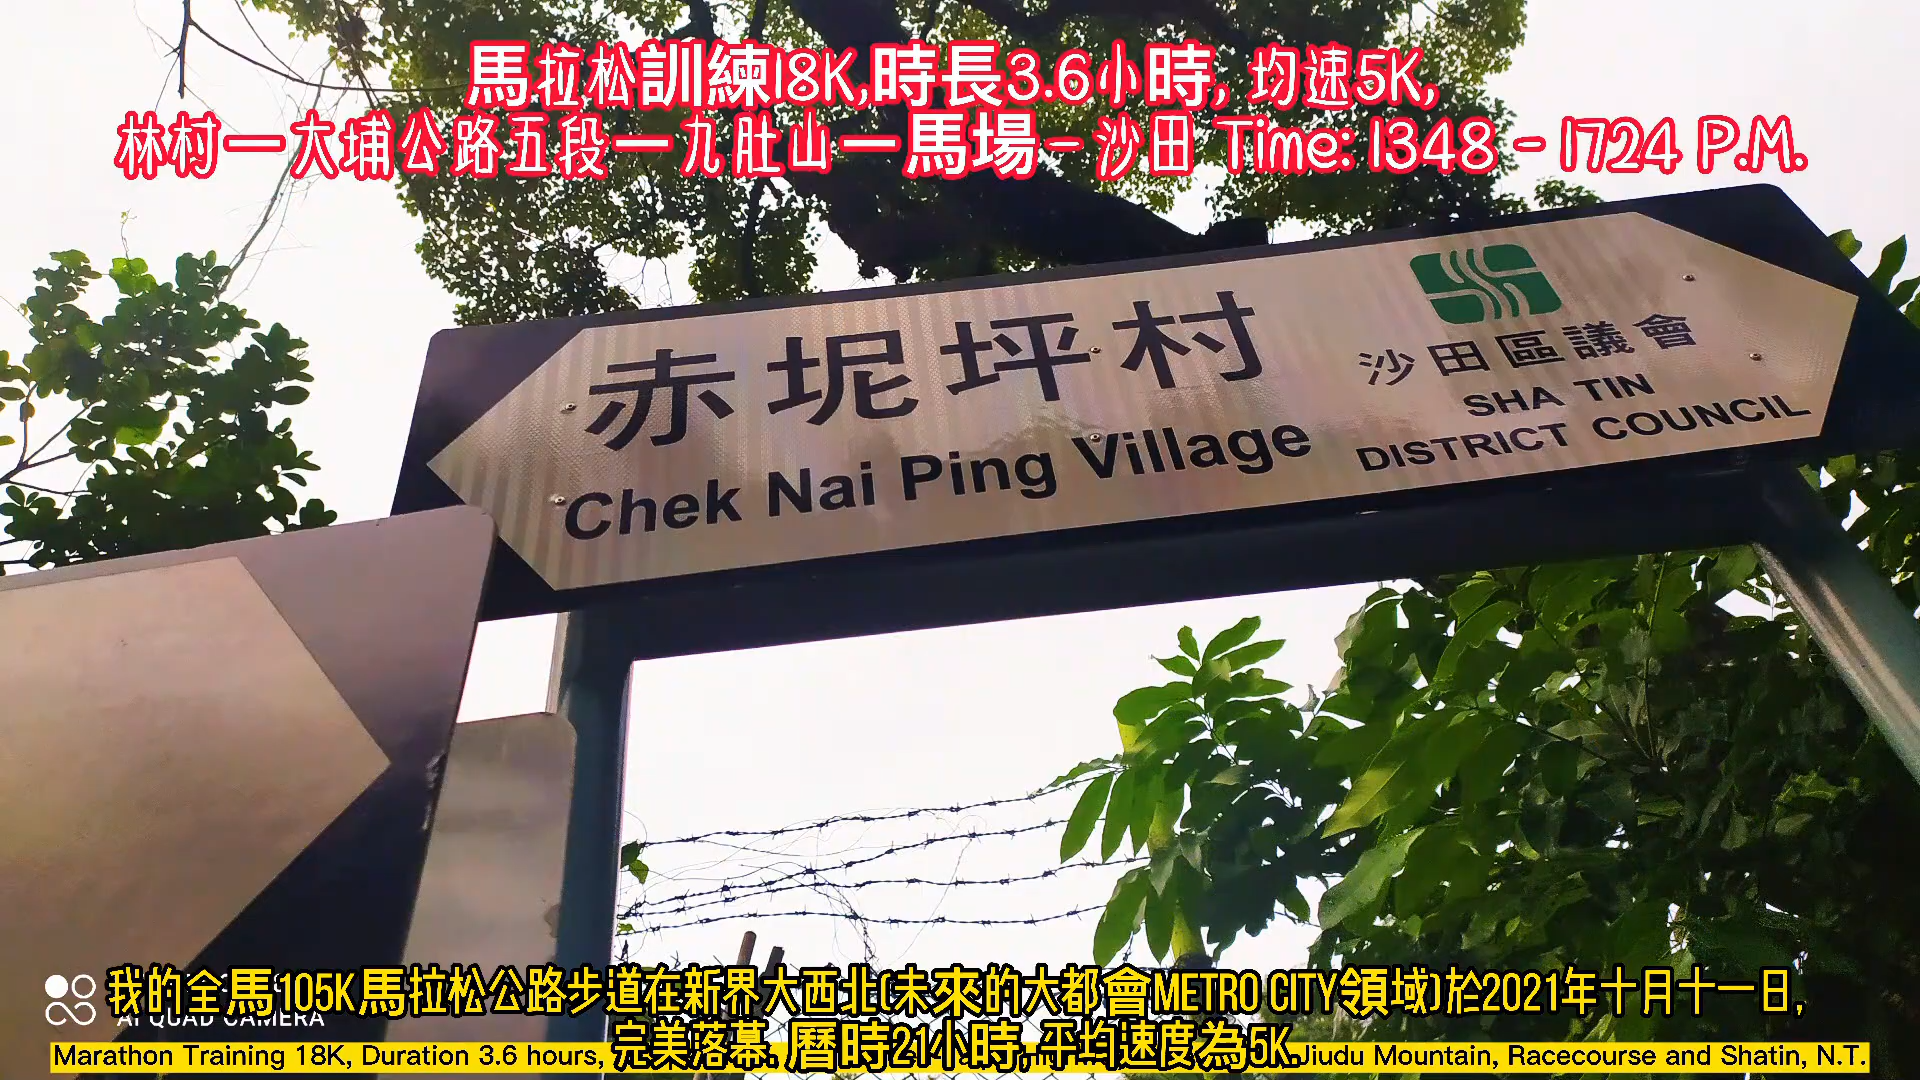 馬拉松訓練18K,時長3.6小時, 均速5K,
林村一大埔公路五段一九肚山一馬場-沙田 Time: 1348 - 1724 P.M.
赤坭坪村
Chek Nai Ping Village
沙田區議會
SHA TIN
DISTRICT COUNCIL
我的全馬105K馬拉松公路步道在新界大西北(未來的大都會METRO CITY領域)於2021年十月十一日,
完美落幕. 曆時21小時,平均速度為5K.
AI QUAD CAMERA
Marathon Training 18K, Duration 3.6 hours, Jiudu Mountain, Racecourse and Shatin, N.T.